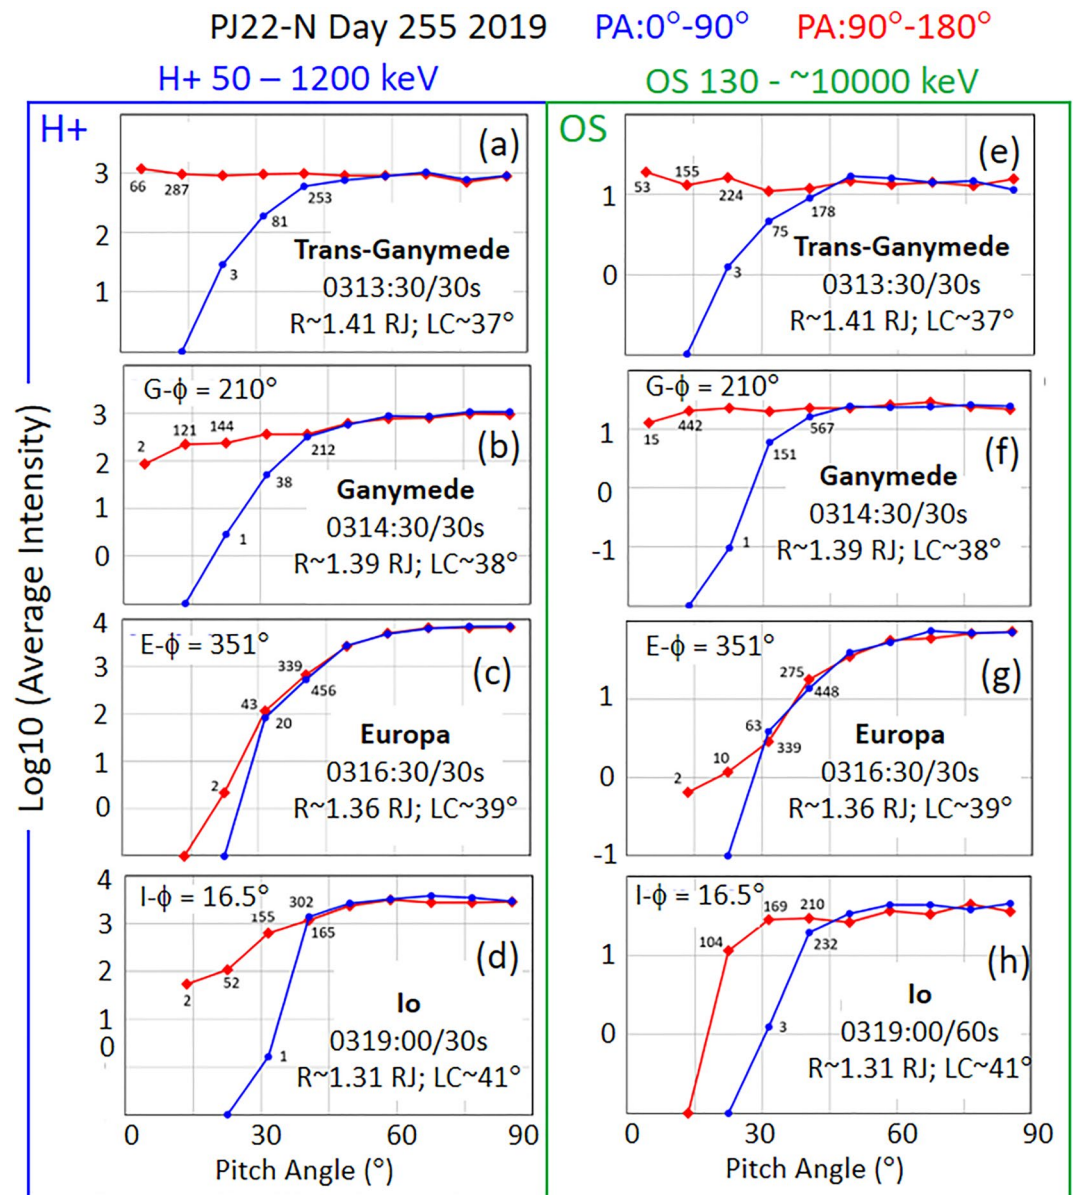 PJ22-N Day 255 2019 PA:0°-90° PA:90°-180°
H+ 50 – 1200 keV OS 130 - ~10000 keV
Log10 (Average Intensity)
H+
(a)
3
2
1
66
287
253
81
3
Trans-Ganymede
0313:30/30s
R~1.41 RJ; LC~37°
G-ϕ = 210°
(b)
3
2
1
0
2
121
144
212
38
1
Ganymede
0314:30/30s
R~1.39 RJ; LC~38°
E-ϕ = 351°
(c)
4
3
2
1
0
339
456
43
20
2
Europa
0316:30/30s
R~1.36 RJ; LC~39°
I-ϕ = 16.5°
(d)
4
3
2
1
0
302
155
165
52
2
1
Io
0319:00/30s
R~1.31 RJ; LC~41°
0 30 60 90
Pitch Angle (°)
OS
(e)
1
0
53
155
224
178
75
3
Trans-Ganymede
0313:30/30s
R~1.41 RJ; LC~37°
G-ϕ = 210°
(f)
1
0
-1
15
442
567
151
1
Ganymede
0314:30/30s
R~1.39 RJ; LC~38°
E-ϕ = 351°
(g)
1
0
-1
275
448
63
339
10
2
Europa
0316:30/30s
R~1.36 RJ; LC~39°
I-ϕ = 16.5°
(h)
1
0
169
210
104
232
3
Io
0319:00/60s
R~1.31 RJ; LC~41°
0 30 60 90
Pitch Angle (°)